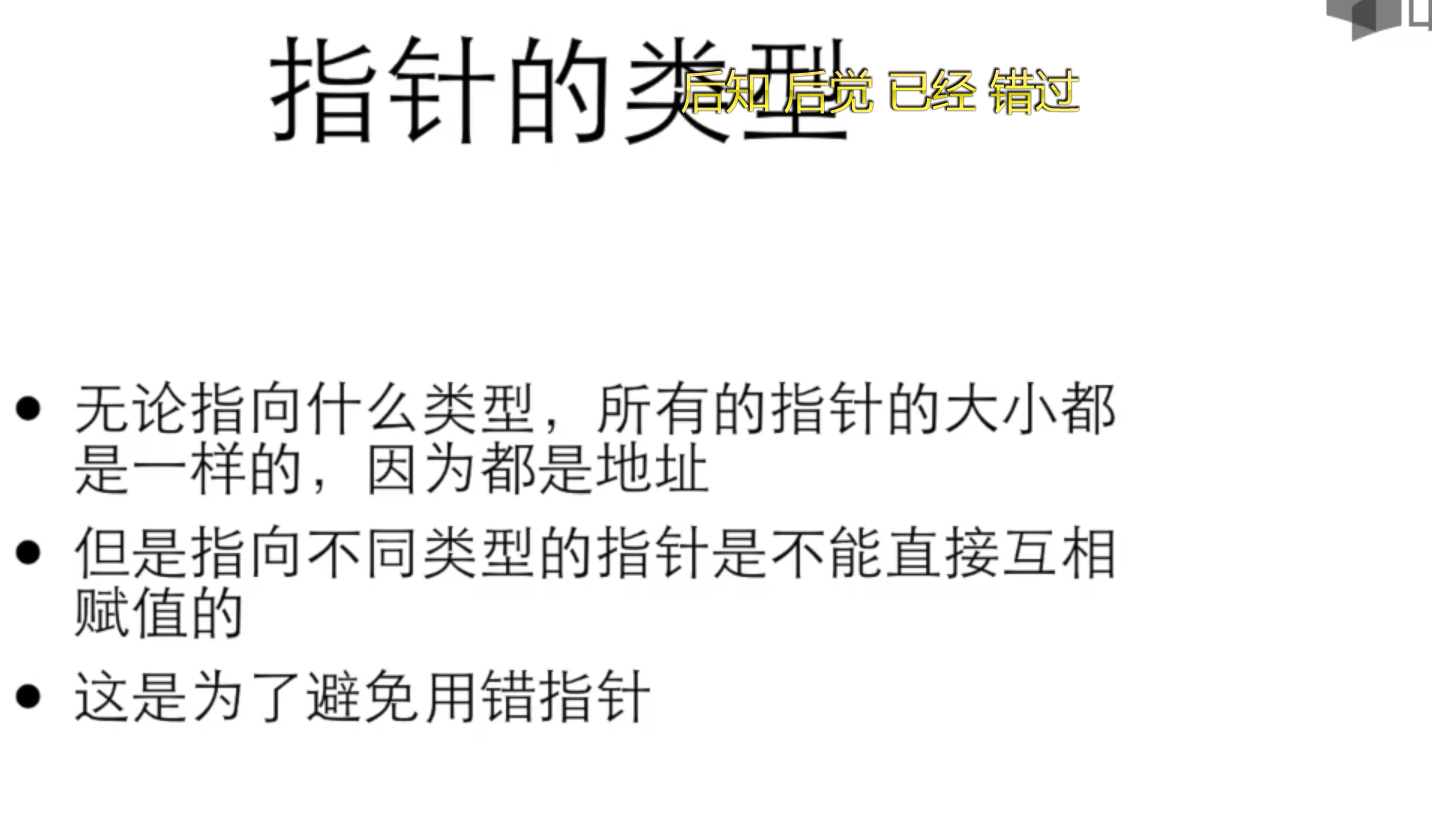 指针的类型
后知 后觉 已经 错过
无论指向什么类型，所有的指针的大小都
是一样的，因为都是地址
但是指向不同类型的指针是不能直接互相
赋值的
这是为了避免用错指针